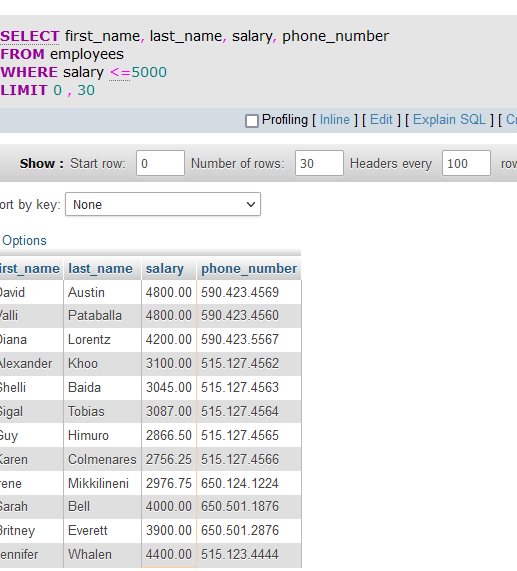 SELECT first_name, last_name, salary, phone_number
FROM employees
WHERE salary <=5000
LIMIT 0 , 30
Profiling [ Inline ] [ Edit ] [ Explain SQL ] [ C
Show : Start row: 0 Number of rows: 30 Headers every 100 row
ort by key: None
Options
irst_name last_name salary phone_number
David Austin 4800.00 590.423.4569
Valli Pataballa 4800.00 590.423.4560
Diana Lorentz 4200.00 590.423.5567
Alexander Khoo 3100.00 515.127.4562
Shelli Baida 3045.00 515.127.4563
Sigal Tobias 3087.00 515.127.4564
Guy Himuro 2866.50 515.127.4565
Karen Colmenares 2756.25 515.127.4566
rene Mikkilineni 2976.75 650.124.1224
Sarah Bell 4000.00 650.501.1876
Britney Everett 3900.00 650.501.2876
ennifer Whalen 4400.00 515.123.4444